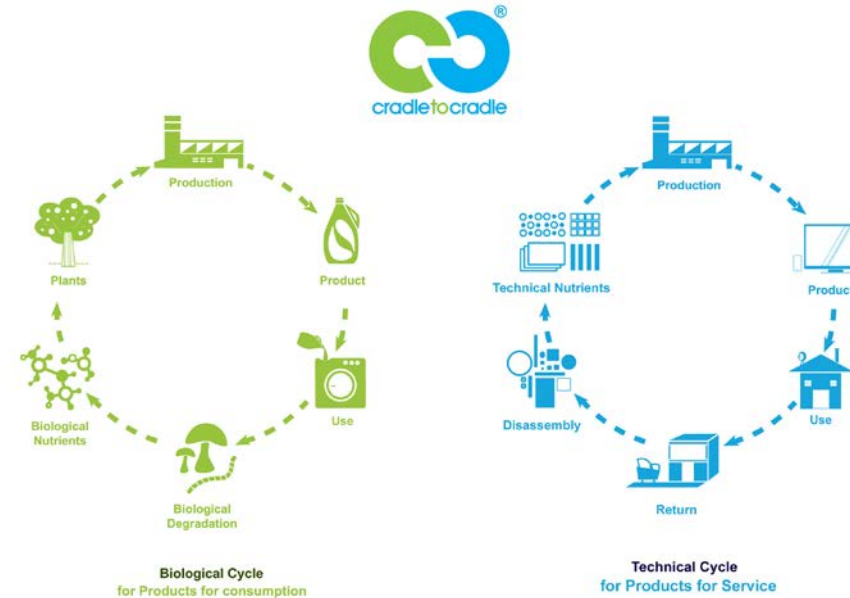 ®
cradletocradle
Production
Product
Use
Biological
Degradation
Biological
Nutrients
Plants
Biological Cycle
for Products for consumption
Production
Product
Use
Return
Disassembly
Technical Nutrients
Technical Cycle
for Products for Service